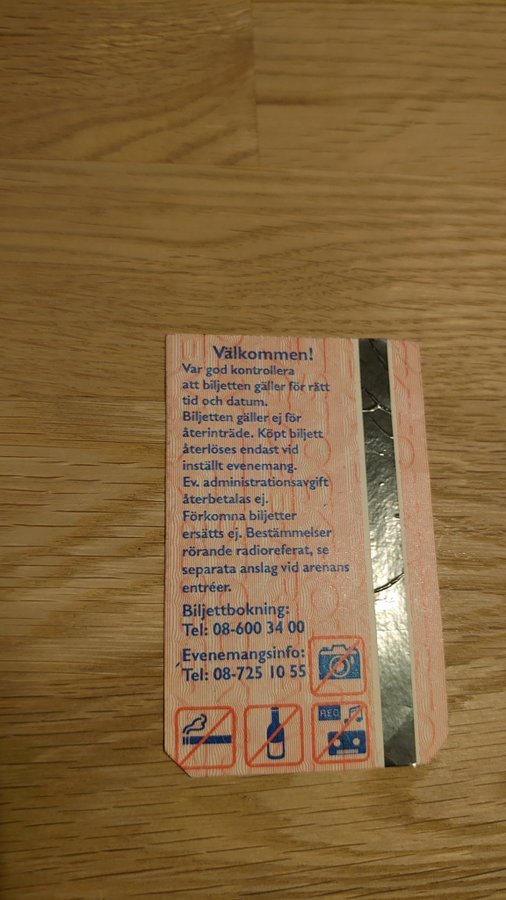 Välkommen!
Var god kontrollera
att biljetten gäller för rätt
tid och datum.
Biljetten gäller ej för
återinträde. Köpt biljett
återlöses endast vid
inställt evenemang.
Ev. administrationsavgift
återbetalas ej.
Förkomna biljetter
ersätts ej. Bestämmelser
rörande radioreferat, se
separata anslag vid arenans
entréer.
Biljettbokning:
Tel: 08-600 34 00
Evenemangsinfo:
Tel: 08-725 10 55
REC